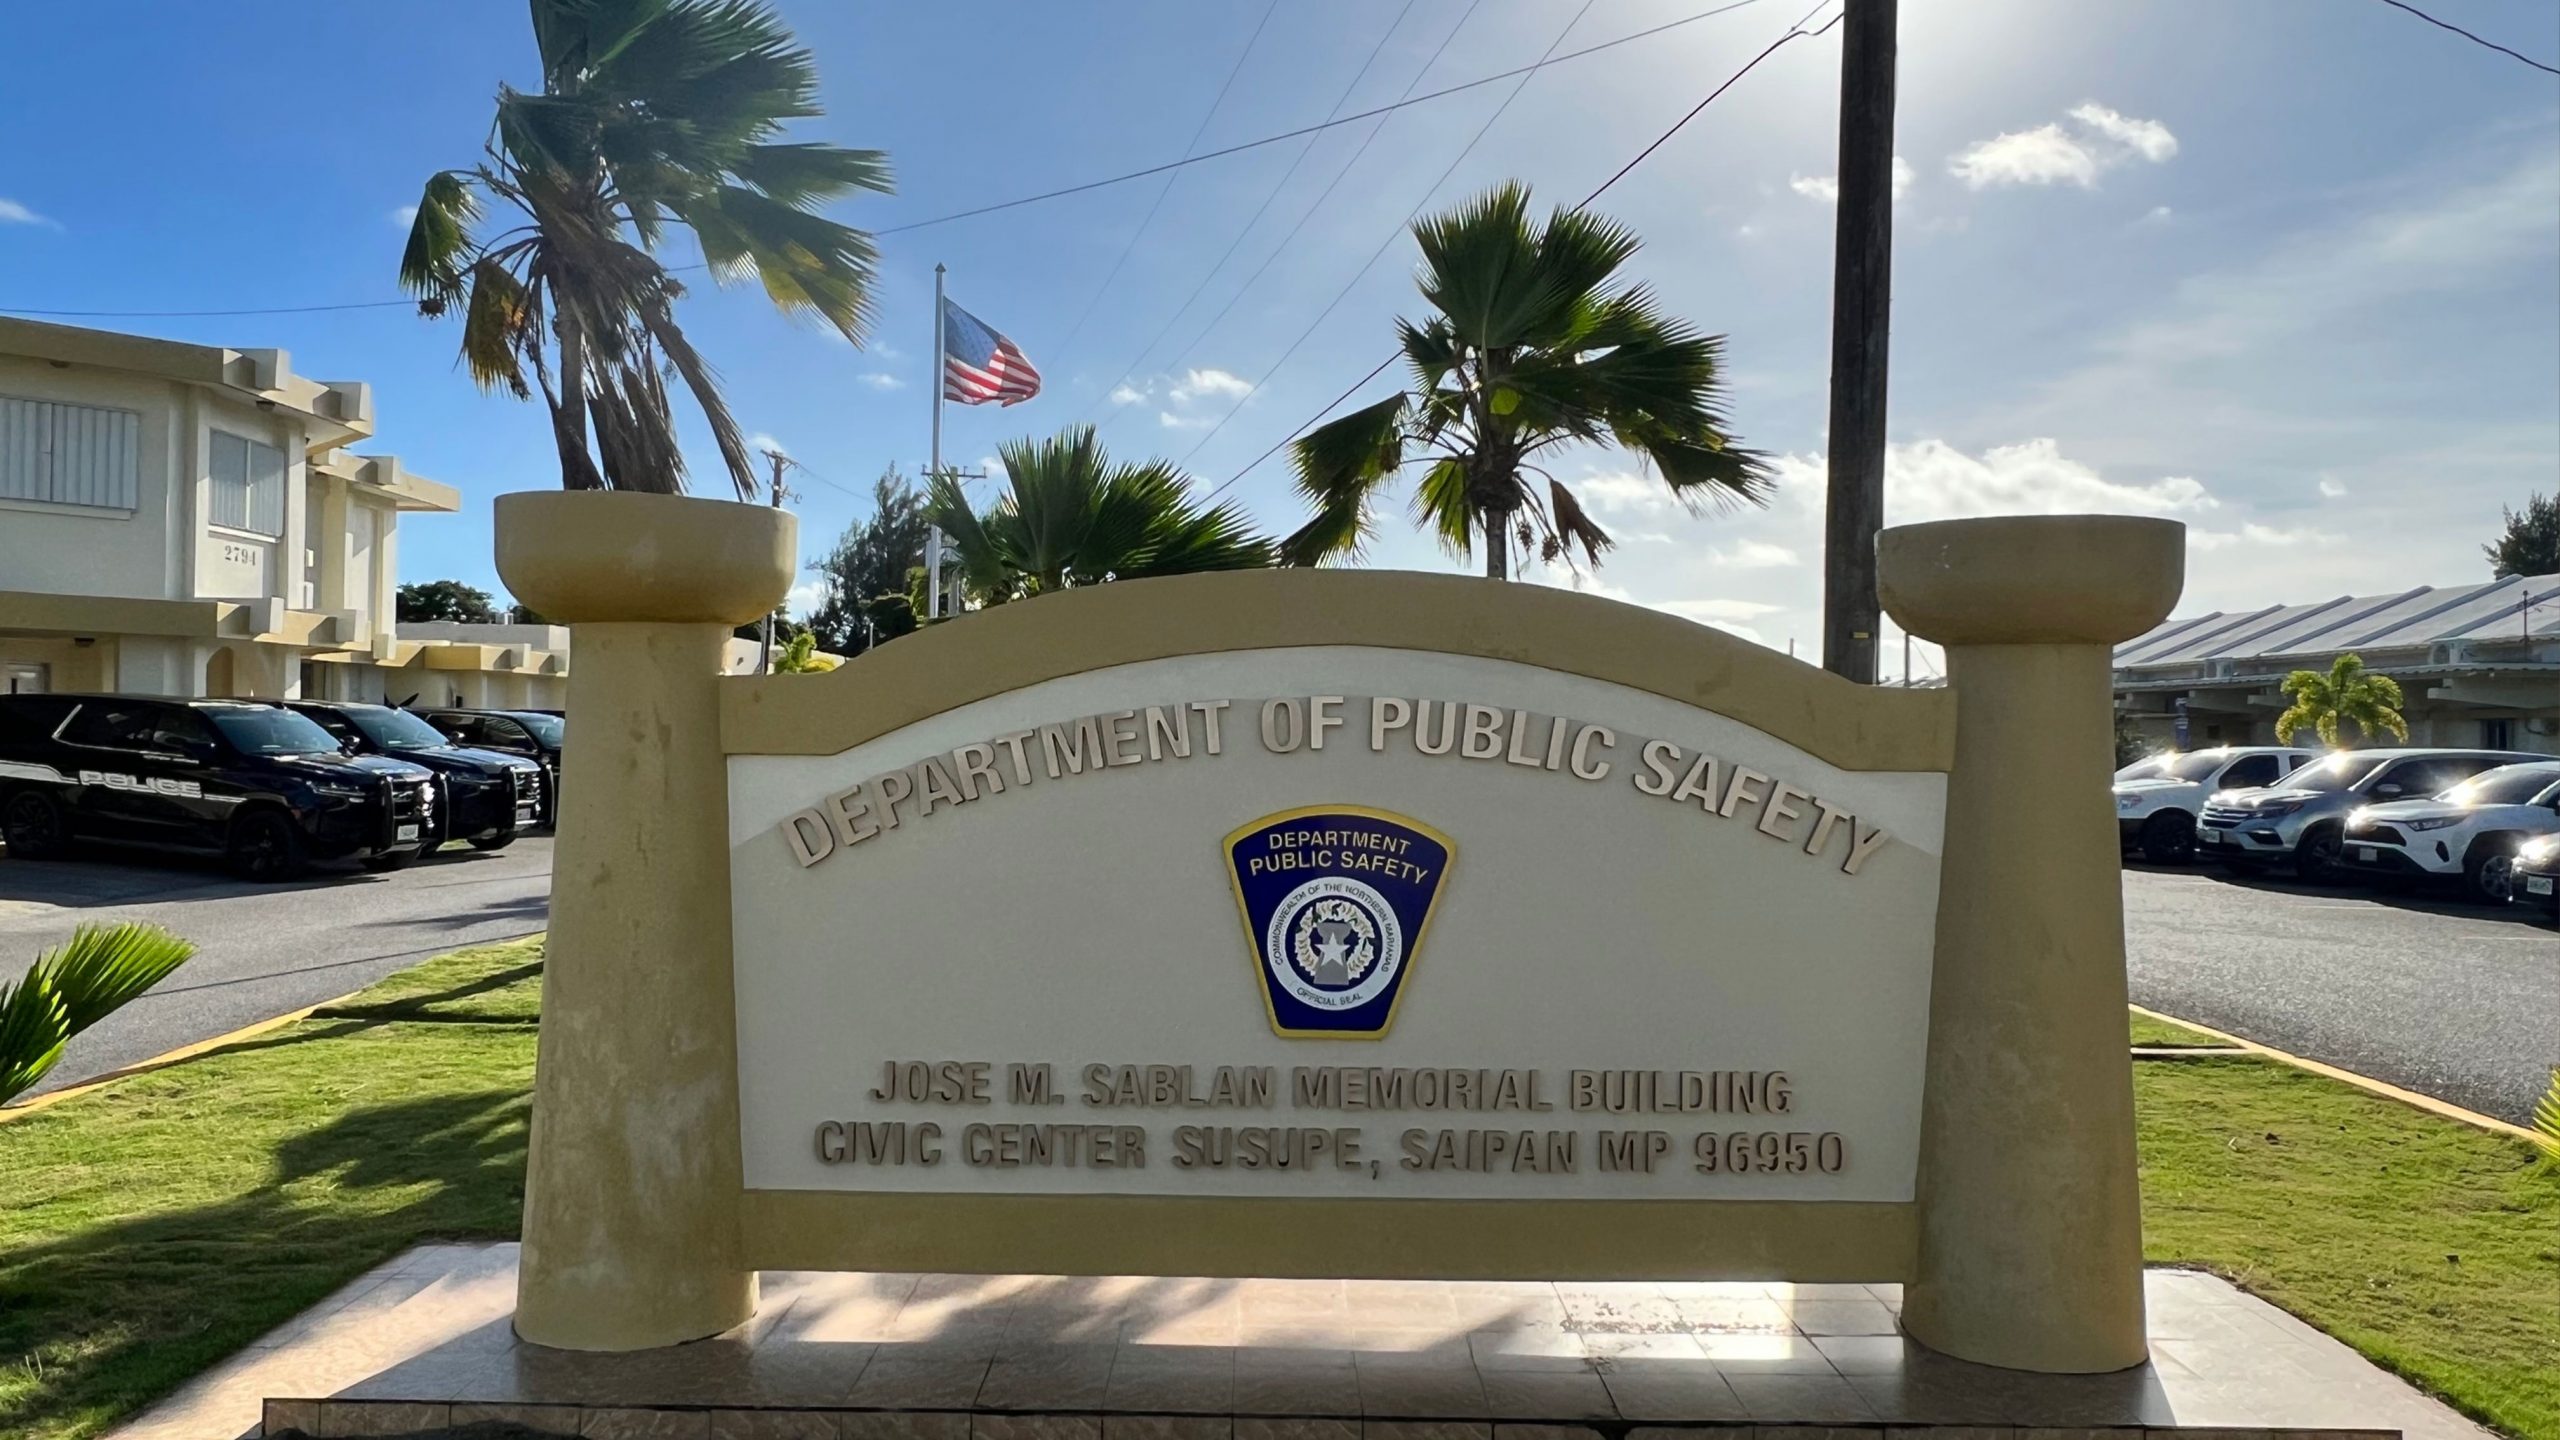 2794
POLICE
DEPARTMENT OF PUBLIC SAFETY
DEPARTMENT
PUBLIC SAFETY
COMMONWEALTH OF THE NORTHERN MARIANAS
OFFICIAL SEAL
JOSE M. SABLAN MEMORIAL BUILDING
CIVIC CENTER SUSUPE, SAIPAN MP 96950